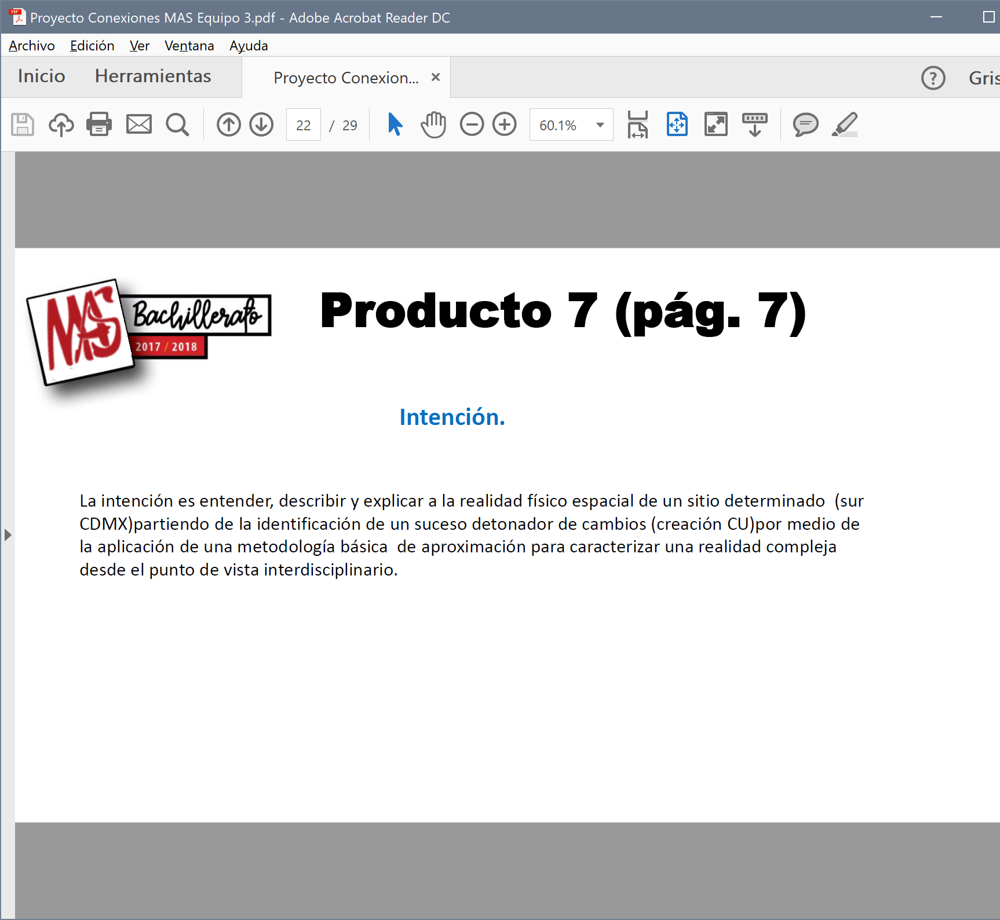 Proyecto Conexiones MAS Equipo 3.pdf - Adobe Acrobat Reader DC
Archivo Edición Ver Ventana Ayuda
Inicio Herramientas Proyecto Conexion... × ? Gris
22 / 29 60.1%
MAS Bachillerato
2017 / 2018
Producto 7 (pág. 7)
Intención.
La intención es entender, describir y explicar a la realidad físico espacial de un sitio determinado  (sur
CDMX)partiendo de la identificación de un suceso detonador de cambios (creación CU)por medio de
la aplicación de una metodología básica  de aproximación para caracterizar una realidad compleja
desde el punto de vista interdisciplinario.